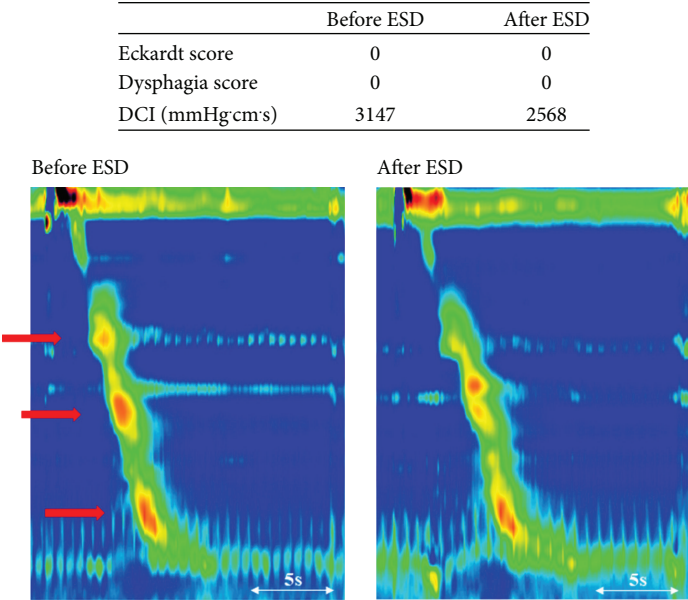 Before ESD After ESD
Eckardt score 0 0
Dysphagia score 0 0
DCI (mmHg·cm·s) 3147 2568
Before ESD After ESD
5s 5s